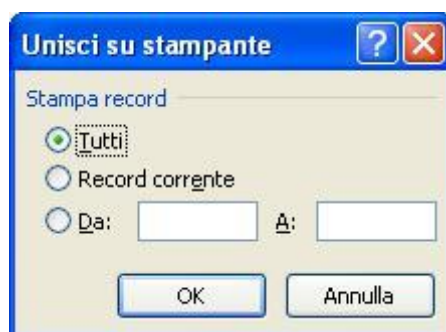 Unisci su stampante
Stampa record
Tutti
Record corrente
Da: A:
OK Annulla